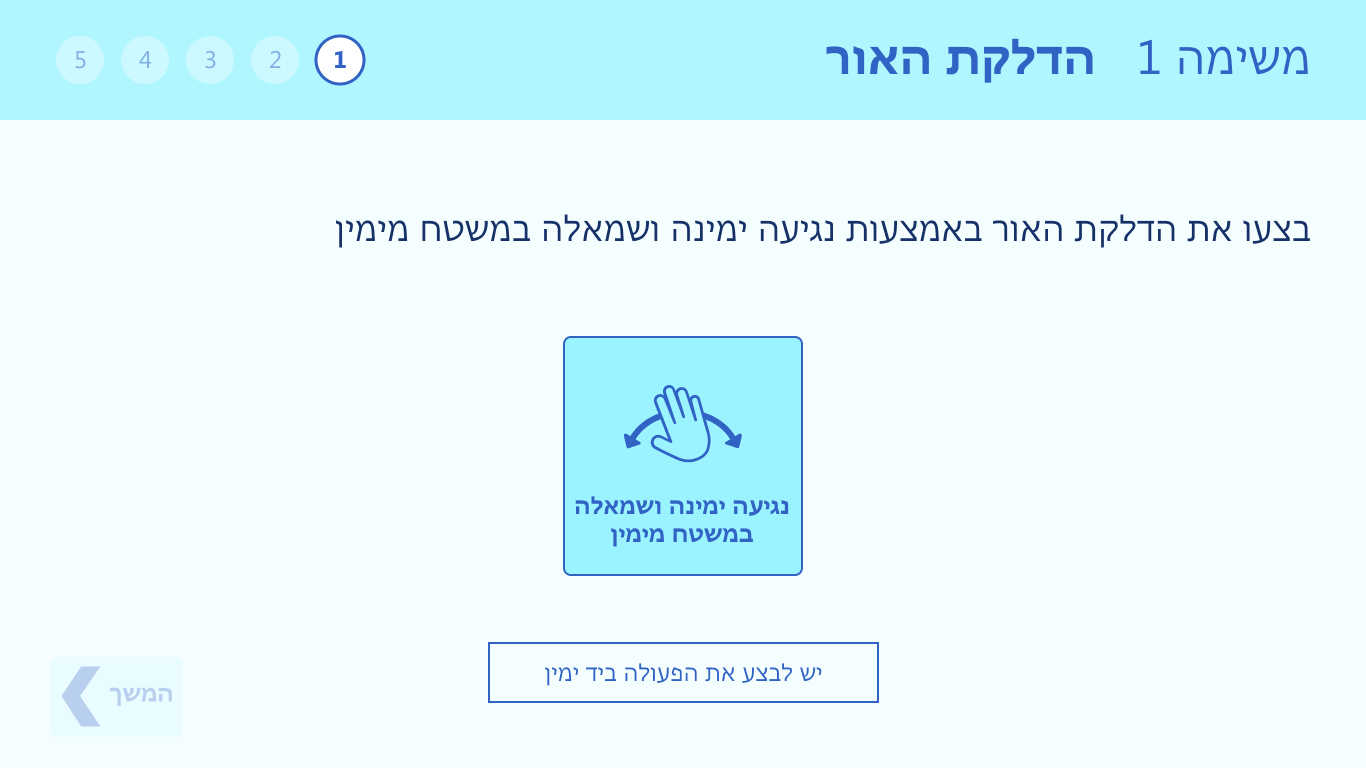 משימה 1 הדלקת האור
1 2 3 4 5
בצעו את הדלקת האור באמצעות נגיעה ימינה ושמאלה במשטח מימין
נגיעה ימינה ושמאלה
במשטח מימין
יש לבצע את הפעולה ביד ימין
המשך